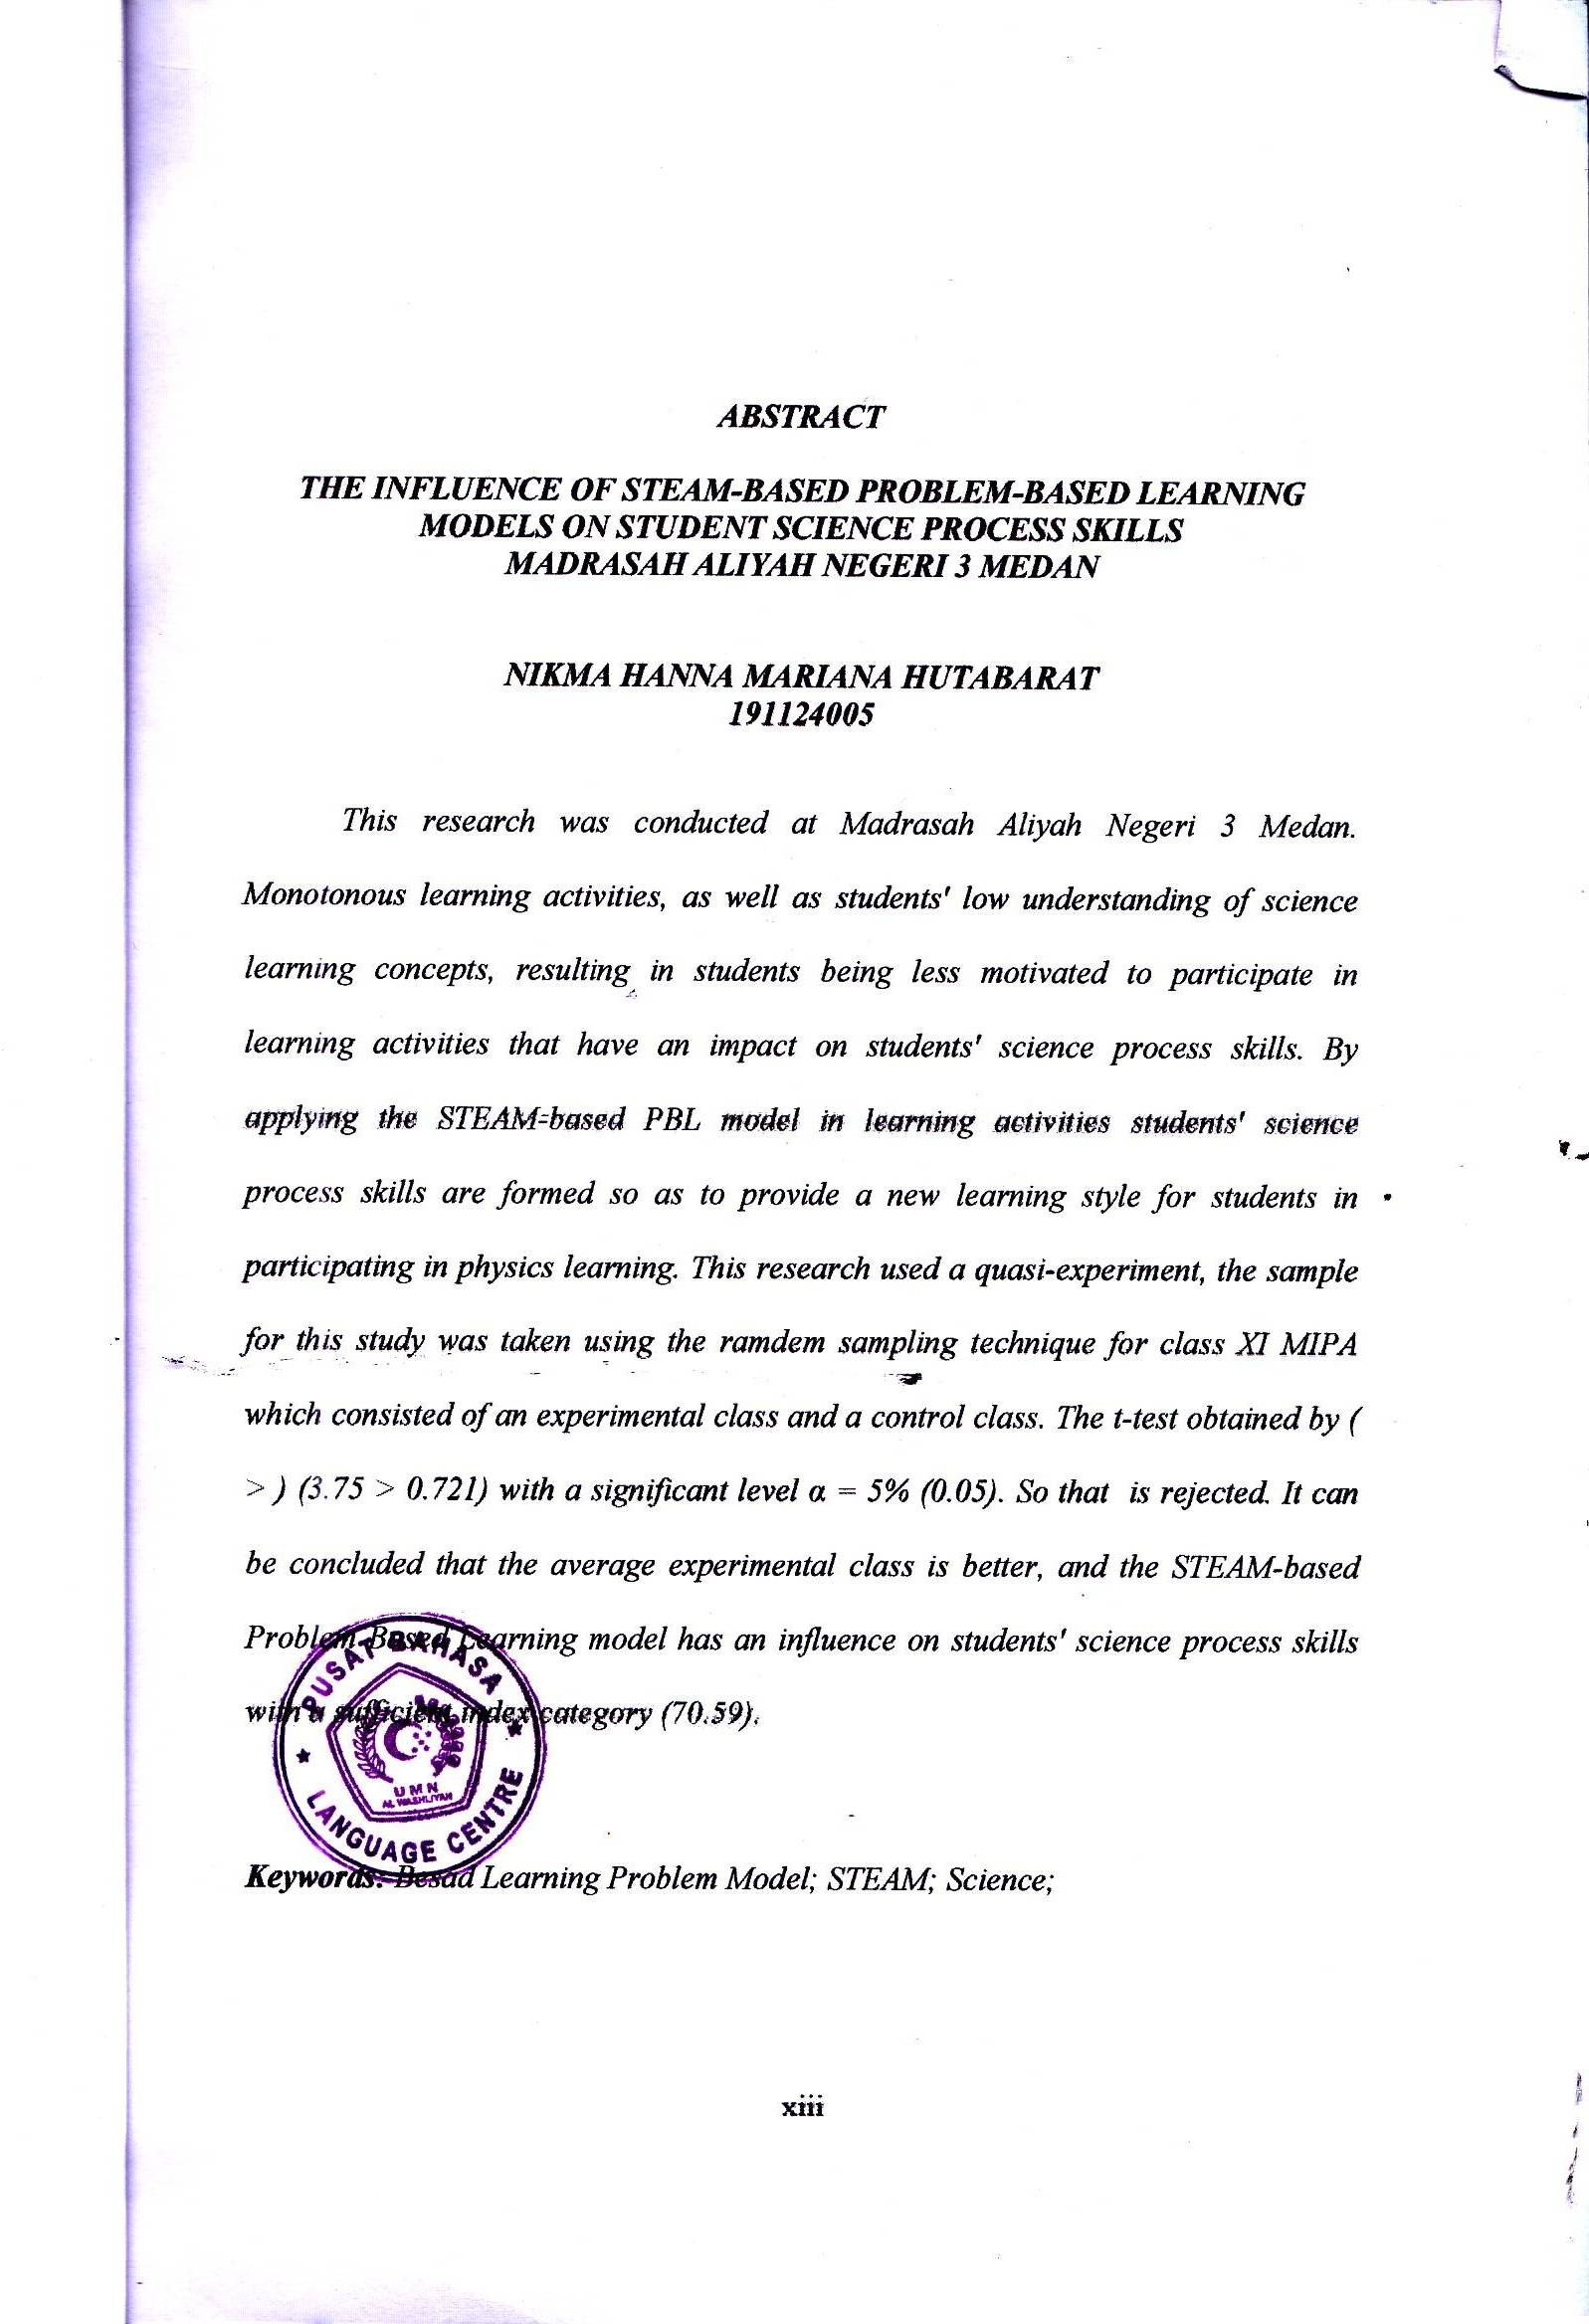 ABSTRACT
THE INFLUENCE OF STEAM-BASED PROBLEM-BASED LEARNING
MODELS ON STUDENT SCIENCE PROCESS SKILLS
MADRASAH ALIYAH NEGERI 3 MEDAN
NIKMA HANNA MARIANA HUTABARAT
191124005
This research was conducted at Madrasah Aliyah Negeri 3 Medan.
Monotonous learning activities, as well as students' low understanding of science
learning concepts, resulting in students being less motivated to participate in
learning activities that have an impact on students' science process skills. By
applying the STEAM-based PBL model in learning activities students' science
process skills are formed so as to provide a new learning style for students in
participating in physics learning. This research used a quasi-experiment, the sample
for this study was taken using the ramdem sampling technique for class XI MIPA
which consisted of an experimental class and a control class. The t-test obtained by (
> ) (3.75 > 0.721) with a significant level α = 5% (0.05). So that is rejected. It can
be concluded that the average experimental class is better, and the STEAM-based
Problem-Based Learning model has an influence on students' science process skills
with a sufficient index category (70.59).
PUSAT BAHASA
UMN
AL WASHLIYAH
LANGUAGE CENTRE
Keywords: Besad Learning Problem Model; STEAM; Science;
xiii